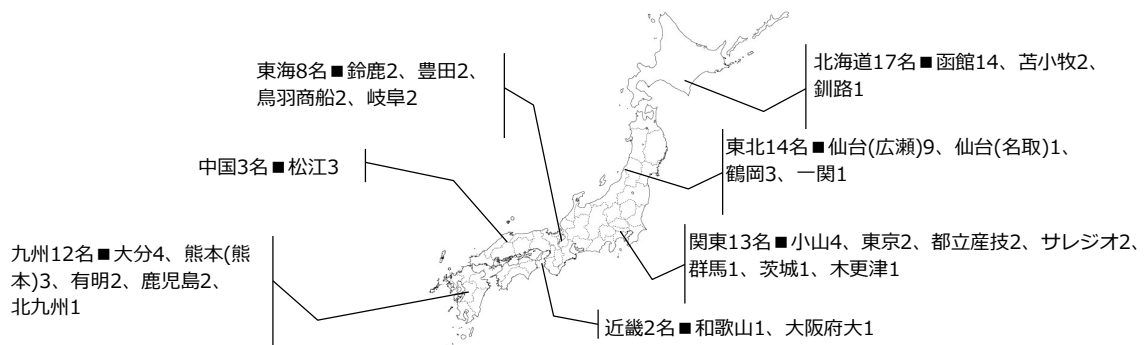 北海道17名■函館14、苫小牧2、
釧路1
東海8名■鈴鹿2、豊田2、
鳥羽商船2、岐阜2
東北14名■仙台(広瀬)9、仙台(名取)1、
鶴岡3、一関1
中国3名■松江3
関東13名■小山4、東京2、都立産技2、サレジオ2、
群馬1、茨城1、木更津1
九州12名■大分4、熊本(熊
本)3、有明2、鹿児島2、
北九州1
近畿2名■和歌山1、大阪府大1